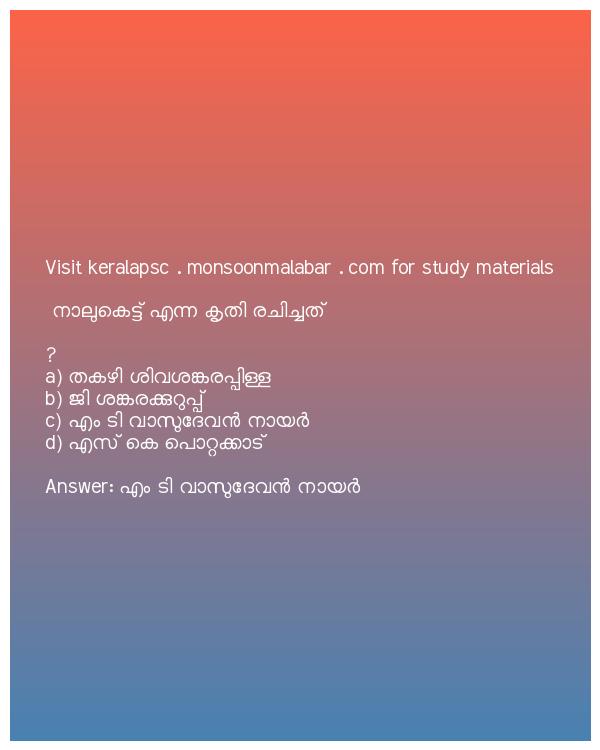 Visit keralapsc . monsoonmalabar . com for study materials
നാലുകെട്ട് എന്ന കൃതി രചിച്ചത്
?
a) തകഴി ശിവശങ്കരപ്പിള്ള
b) ജി ശങ്കരക്കുറുപ്പ്
c) എം ടി വാസുദേവൻ നായർ
d) എസ് കെ പൊറ്റക്കാട്
Answer: എം ടി വാസുദേവൻ നായർ